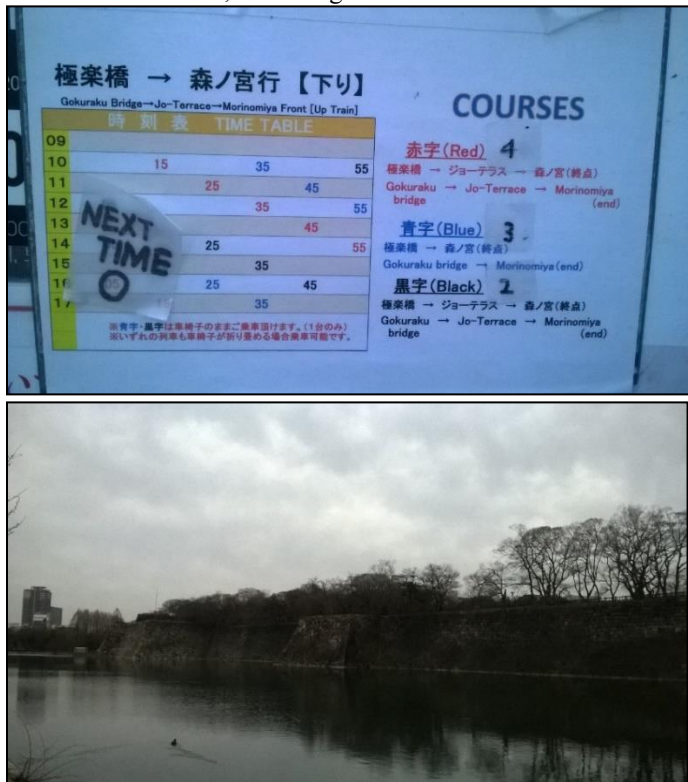 極楽橋 → 森ノ宮行 【下り】
Gokuraku Bridge→Jo-Terrace→Morinomiya Front [Up Train]
時 刻 表 TIME TABLE
09
10 15 35 55
11 25 45
12 35 55
13 45
14 25 55
15 35
16 05 25 45
17 15 35
NEXT
TIME
※青字・黒字は車椅子のままご乗車頂けます。(1台のみ)
※いずれの列車も車椅子が折り畳める場合乗車可能です。
COURSES
赤字(Red) 4
極楽橋 → ジョーテラス → 森ノ宮(終点)
Gokuraku → Jo-Terrace → Morinomiya
bridge (end)
青字(Blue) 3
極楽橋 → 森ノ宮(終点)
Gokuraku bridge → Morinomiya(end)
黒字(Black) 2
極楽橋 → ジョーテラス → 森ノ宮(終点)
Gokuraku → Jo-Terrace → Morinomiya
bridge (end)